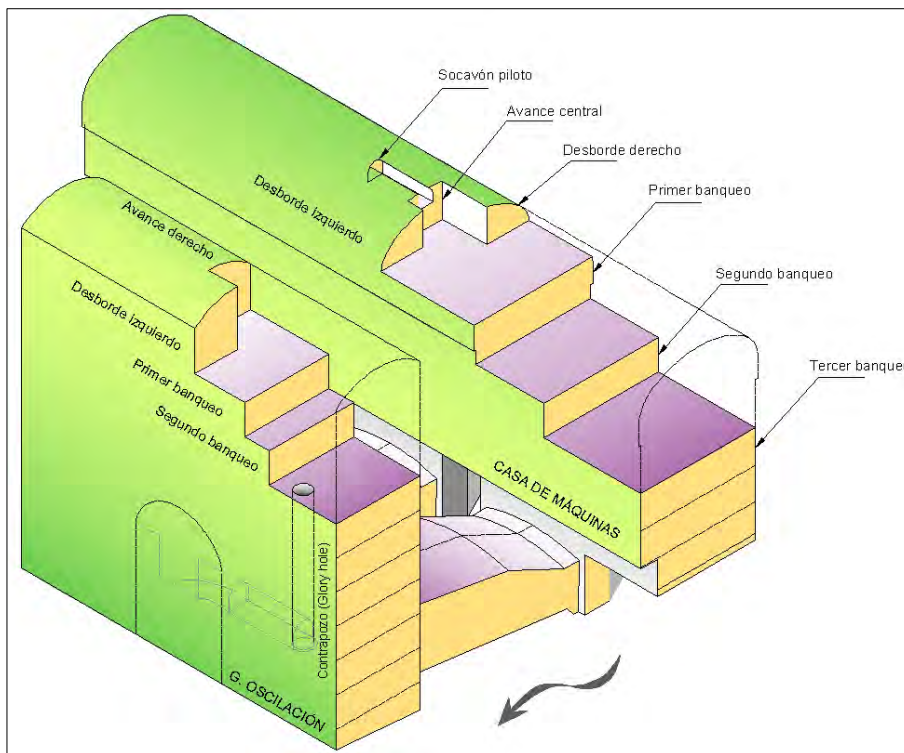 Socavón piloto
Avance central
Desborde derecho
Primer banqueo
Segundo banqueo
Tercer banqueo
Desborde izquierdo
Avance derecho
Desborde izquierdo
Primer banqueo
Segundo banqueo
CASA DE MÁQUINAS
Contrapozo (Glory hole)
G. OSCILACIÓN